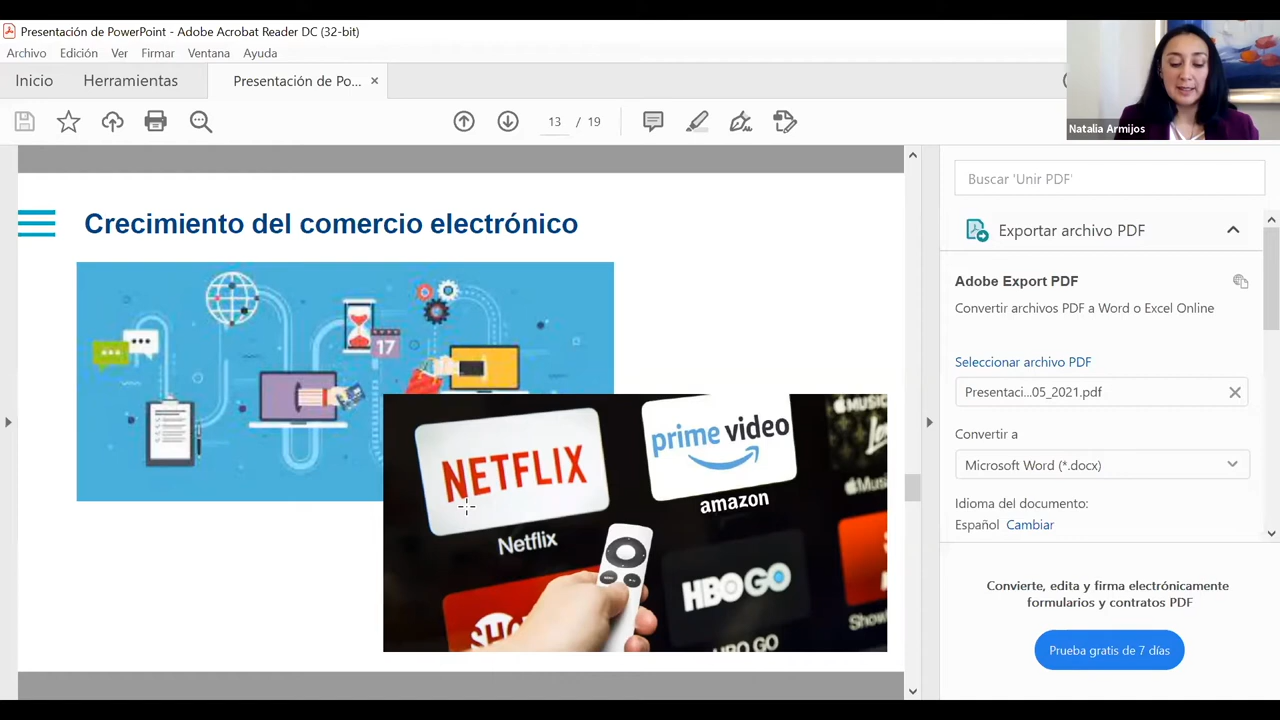 Presentación de PowerPoint - Adobe Acrobat Reader DC (32-bit)
Archivo Edición Ver Firmar Ventana Ayuda
Inicio Herramientas Presentación de Po... ×
13 / 19
Natalia Armijos
Crecimiento del comercio electrónico
17
NETFLIX
Netflix
prime video
amazon
HBO GO
HBO GO
SHO
Buscar 'Unir PDF'
Exportar archivo PDF
Adobe Export PDF
Convertir archivos PDF a Word o Excel Online
Seleccionar archivo PDF
Presentaci...05_2021.pdf
Convertir a
Microsoft Word (*.docx)
Idioma del documento:
Español Cambiar
Convierte, edita y firma electrónicamente
formularios y contratos PDF
Prueba gratis de 7 días